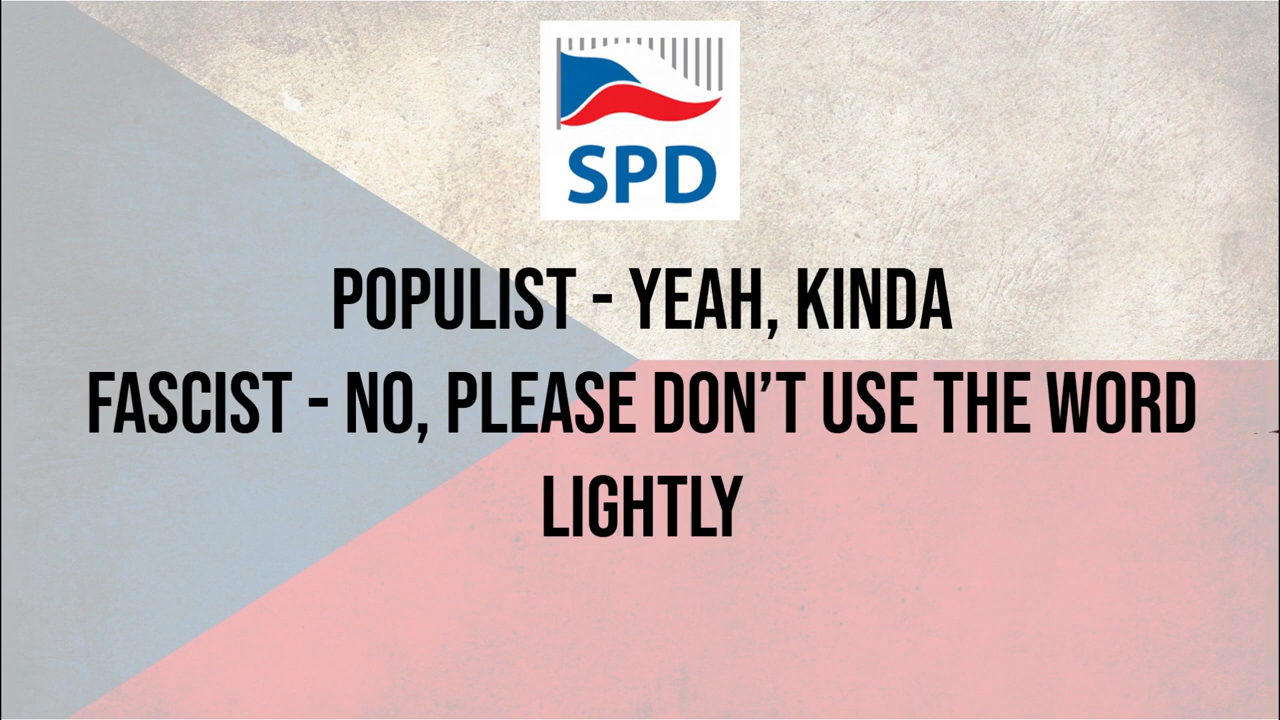 SPD
POPULIST - YEAH, KINDA
FASCIST - NO, PLEASE DON’T USE THE WORD
LIGHTLY